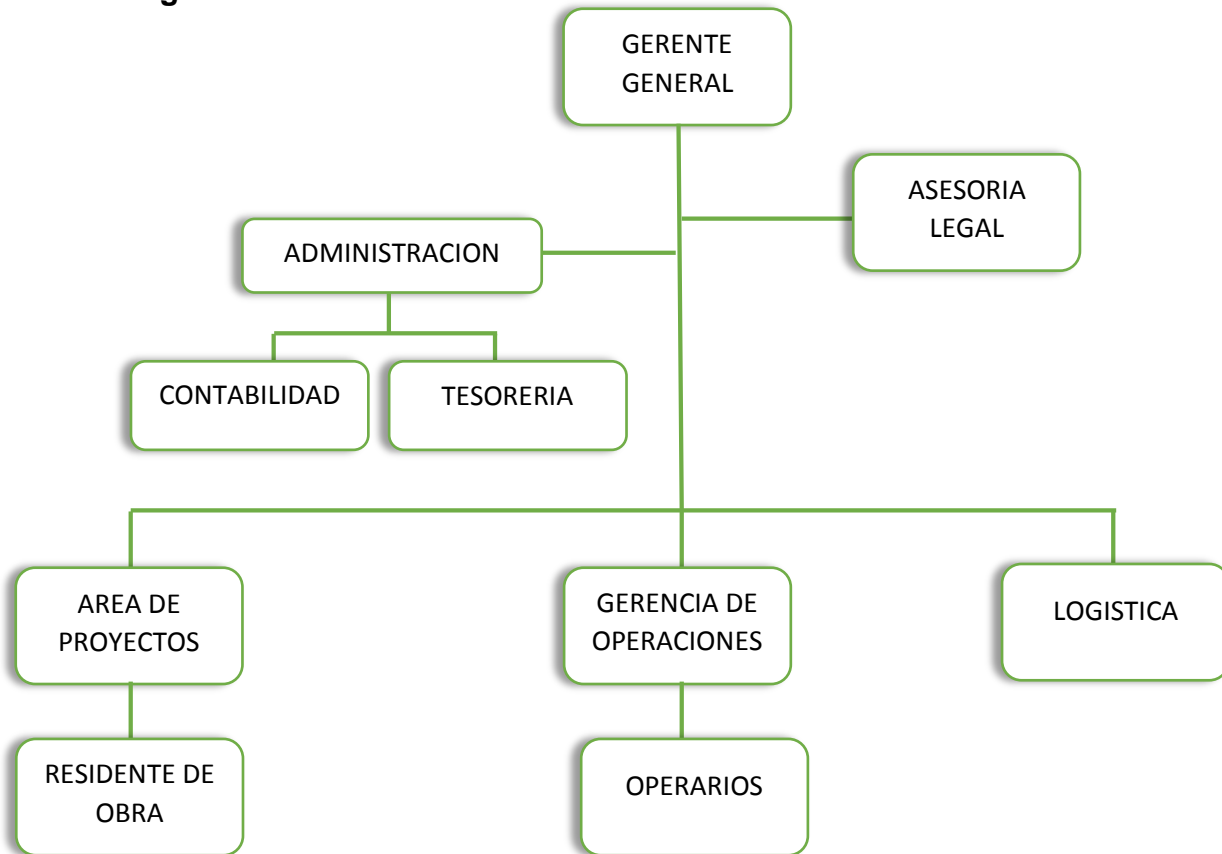 GERENTE
GENERAL
ASESORIA
LEGAL
ADMINISTRACION
CONTABILIDAD
TESORERIA
AREA DE
PROYECTOS
GERENCIA DE
OPERACIONES
LOGISTICA
RESIDENTE DE
OBRA
OPERARIOS